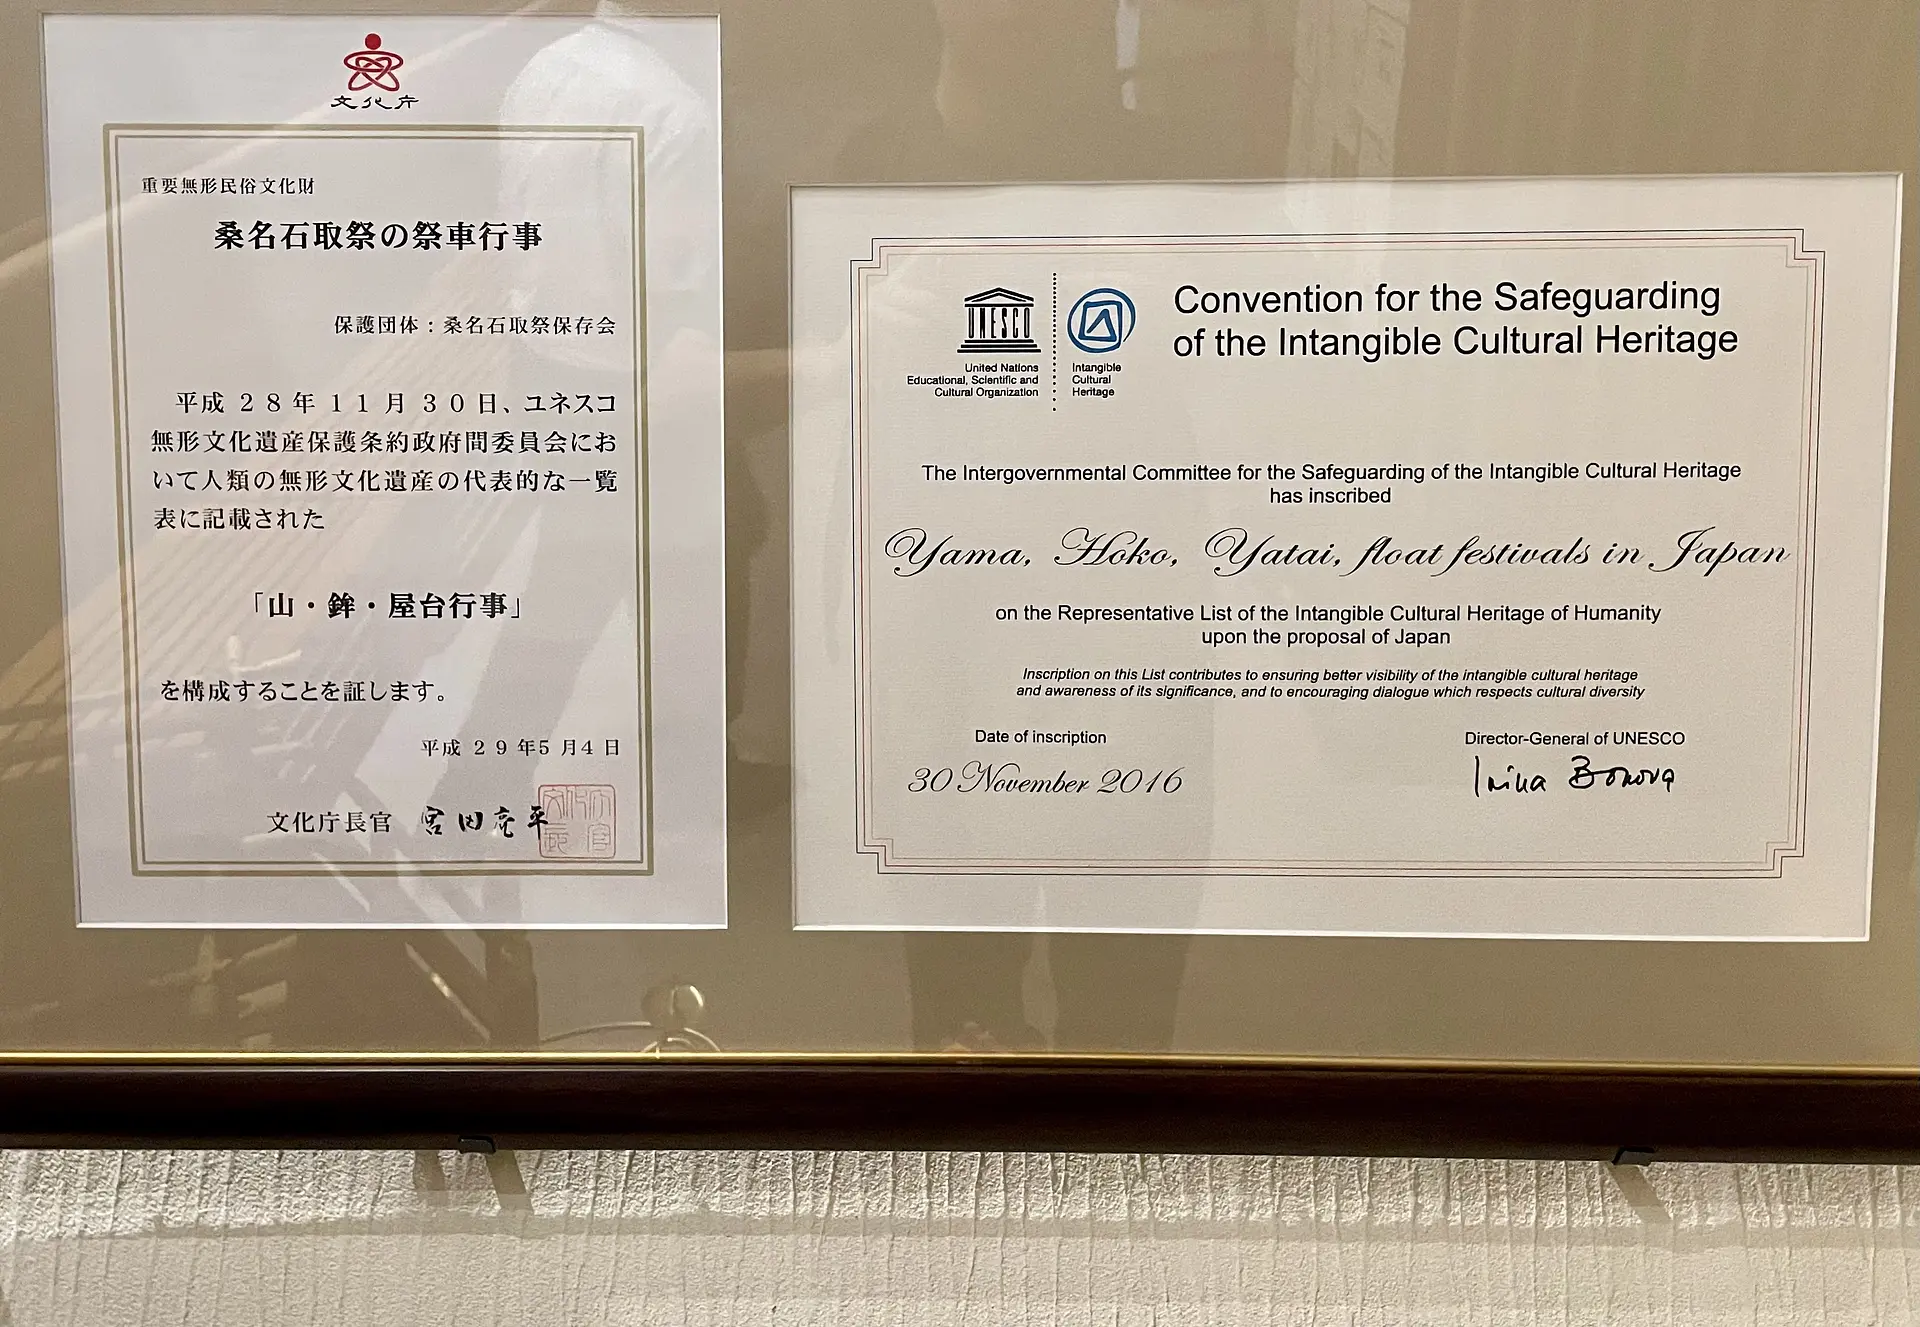 文化庁
重要無形民俗文化財
桑名石取祭の祭車行事
保護団体：桑名石取祭保存会
平成２８年１１月３０日、ユネスコ
無形文化遺産保護条約政府間委員会にお
いて人類の無形文化遺産の代表的な一覧
表に記載された
「山・鉾・屋台行事」
を構成することを証します。
平成２９年5月4日
文化庁長官 宮田亮平
文化庁長官
UNESCO
United Nations
Educational, Scientific and
Cultural Organization
Intangible
Cultural
Heritage
Convention for the Safeguarding
of the Intangible Cultural Heritage
The Intergovernmental Committee for the Safeguarding of the Intangible Cultural Heritage
has inscribed
Yama, Hoko, Yatai, float festivals in Japan
on the Representative List of the Intangible Cultural Heritage of Humanity
upon the proposal of Japan
Inscription on this List contributes to ensuring better visibility of the intangible cultural heritage
and awareness of its significance, and to encouraging dialogue which respects cultural diversity
Date of inscription
30 November 2016
Director-General of UNESCO
Irina Bokova